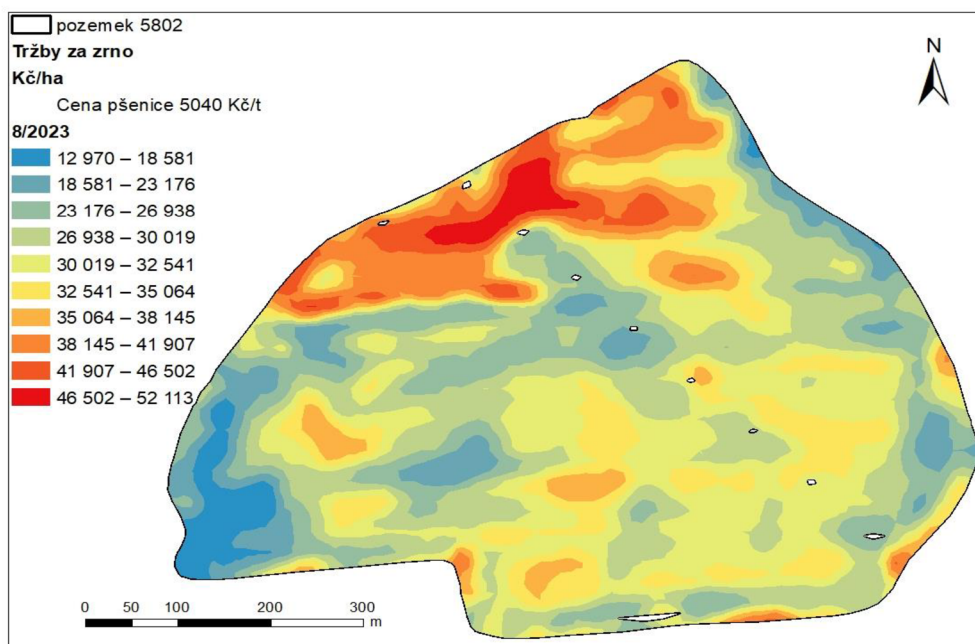 pozemek 5802
Tržby za zrno
Kč/ha
Cena pšenice 5040 Kč/t
8/2023
12 970 – 18 581
18 581 – 23 176
23 176 – 26 938
26 938 – 30 019
30 019 – 32 541
32 541 – 35 064
35 064 – 38 145
38 145 – 41 907
41 907 – 46 502
46 502 – 52 113
N
0 50 100 200 300
m